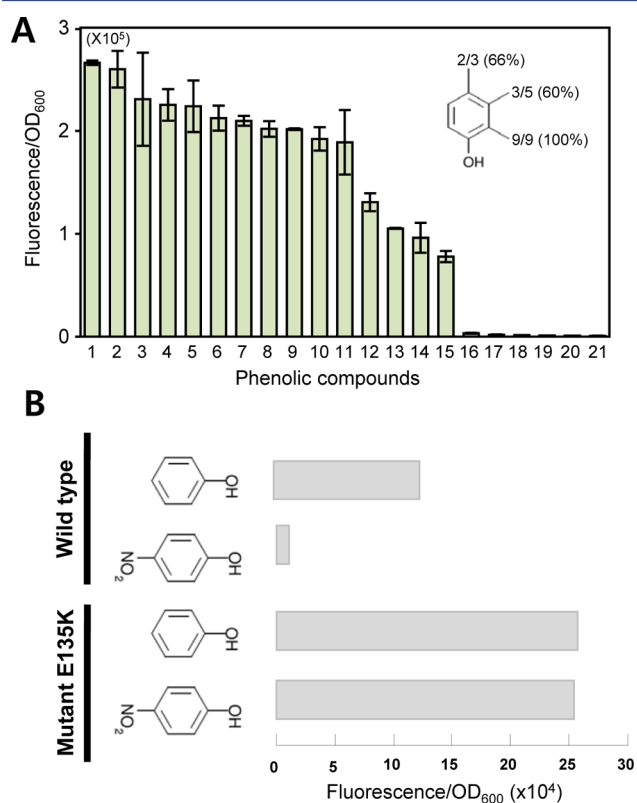 A
(X10⁵)
3
2
1
0
Fluorescence/OD₆₀₀
2/3 (66%)
3/5 (60%)
9/9 (100%)
OH
1 2 3 4 5 6 7 8 9 10 11 12 13 14 15 16 17 18 19 20 21
Phenolic compounds
B
Wild type
OH
NO₂ OH
Mutant E135K
OH
NO₂ OH
0 5 10 15 20 25 30
Fluorescence/OD₆₀₀ (x10⁴)